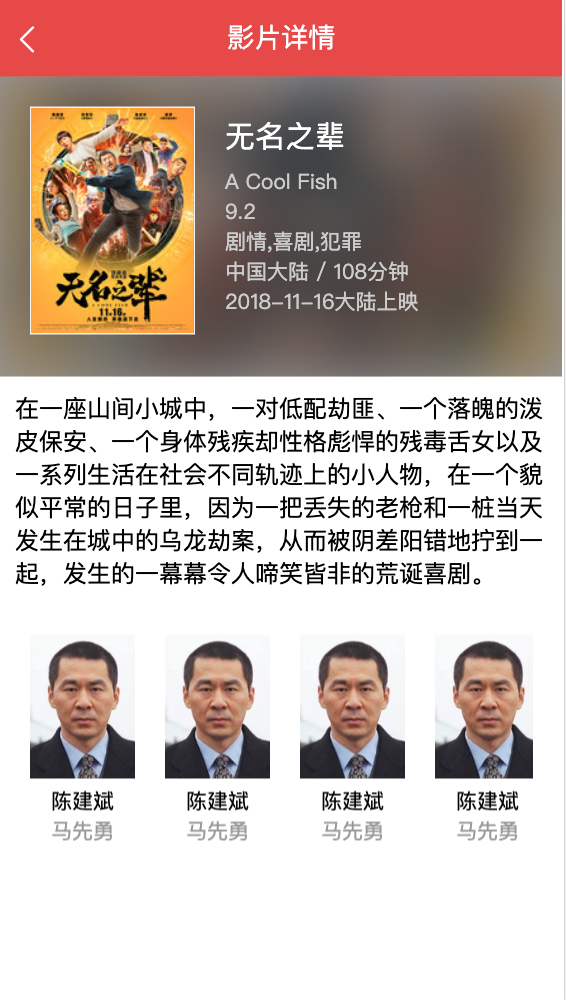 影片详情
无名之辈
A Cool Fish
9.2
剧情,喜剧,犯罪
中国大陆 / 108分钟
2018-11-16大陆上映
无名之辈
A COOL FISH
11.16
在一座山间小城中，一对低配劫匪、一个落魄的泼
皮保安、一个身体残疾却性格彪悍的残毒舌女以及
一系列生活在社会不同轨迹上的小人物，在一个貌
似平常的日子里，因为一把丢失的老枪和一桩当天
发生在城中的乌龙劫案，从而被阴差阳错地拧到一
起，发生的一幕幕令人啼笑皆非的荒诞喜剧。
陈建斌 陈建斌 陈建斌 陈建斌
马先勇 马先勇 马先勇 马先勇